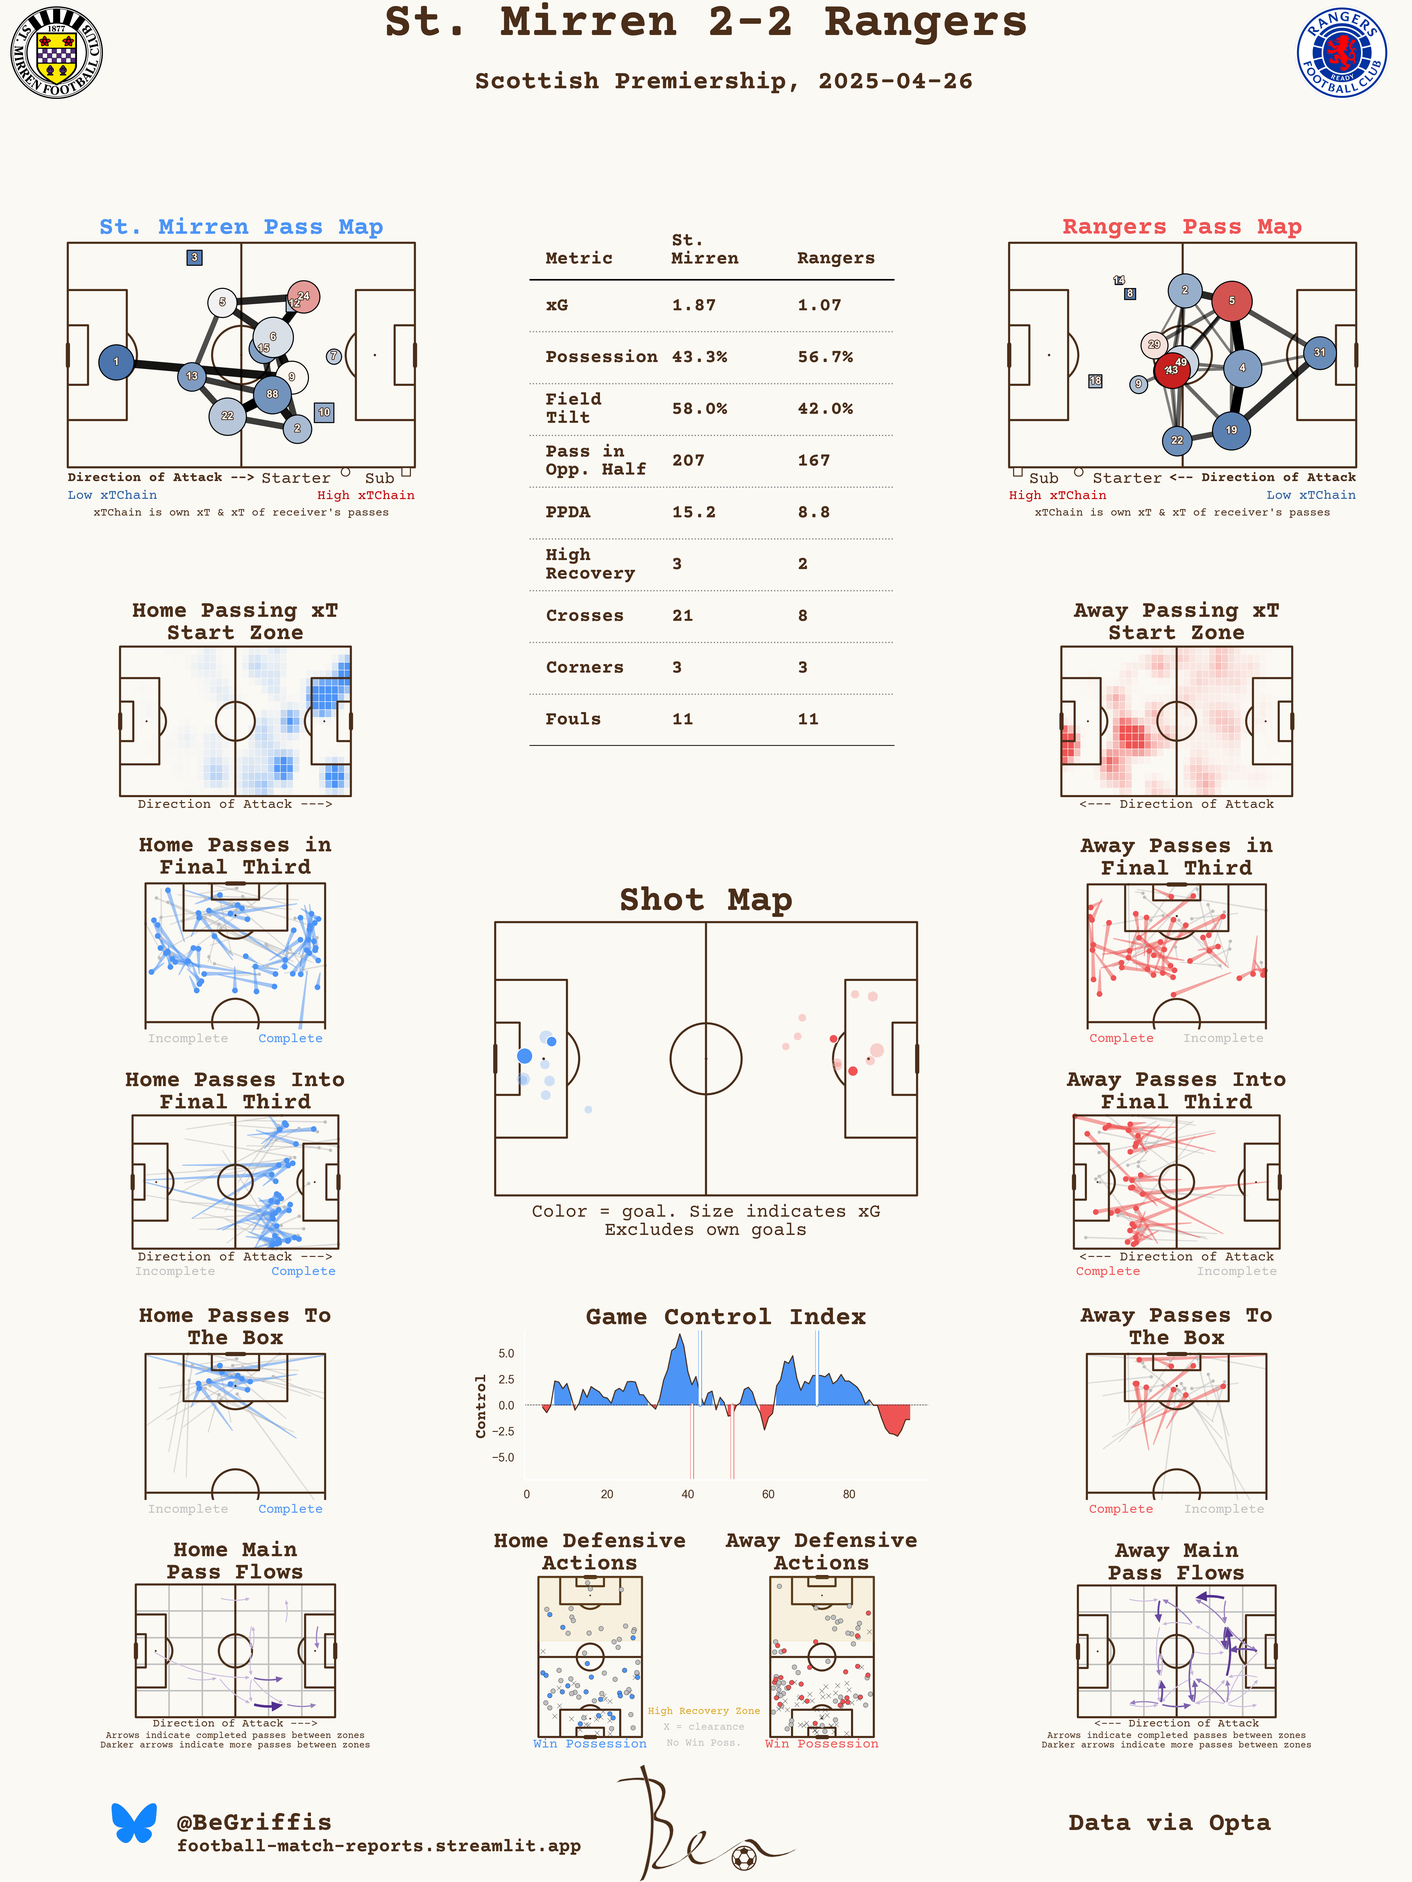 St. Mirren 2-2 Rangers
Scottish Premiership, 2025-04-26
1877
ST. MIRREN FOOTBALL CLUB
RANGERS
READY
FOOTBALL CLUB
St. Mirren Pass Map
3
5
24
12
6
15
7
1
13
9
88
22
10
2
Direction of Attack --> Starter Sub
Low xTChain High xTChain
xTChain is own xT & xT of receiver's passes
Metric St. Mirren Rangers
xG 1.87 1.07
Possession 43.3% 56.7%
Field Tilt 58.0% 42.0%
Pass in Opp. Half 207 167
PPDA 15.2 8.8
High Recovery 3 2
Crosses 21 8
Corners 3 3
Fouls 11 11
Rangers Pass Map
14
8
2
5
29
31
49
43
4
18
9
22
19
Sub Starter <-- Direction of Attack
High xTChain Low xTChain
xTChain is own xT & xT of receiver's passes
Home Passing xT
Start Zone
Direction of Attack --->
Away Passing xT
Start Zone
<--- Direction of Attack
Home Passes in
Final Third
Incomplete Complete
Away Passes in
Final Third
Complete Incomplete
Shot Map
Color = goal. Size indicates xG
Excludes own goals
Home Passes Into
Final Third
Direction of Attack --->
Incomplete Complete
Away Passes Into
Final Third
<--- Direction of Attack
Complete Incomplete
Home Passes To
The Box
Incomplete Complete
Game Control Index
Control
5.0
2.5
0.0
−2.5
−5.0
0 20 40 60 80
Away Passes To
The Box
Complete Incomplete
Home Main
Pass Flows
Direction of Attack --->
Arrows indicate completed passes between zones
Darker arrows indicate more passes between zones
Home Defensive
Actions
Win Possession
High Recovery Zone
X = clearance
No Win Poss.
Away Defensive
Actions
Win Possession
Away Main
Pass Flows
<--- Direction of Attack
Arrows indicate completed passes between zones
Darker arrows indicate more passes between zones
@BeGriffis
football-match-reports.streamlit.app
Ben
Data via Opta